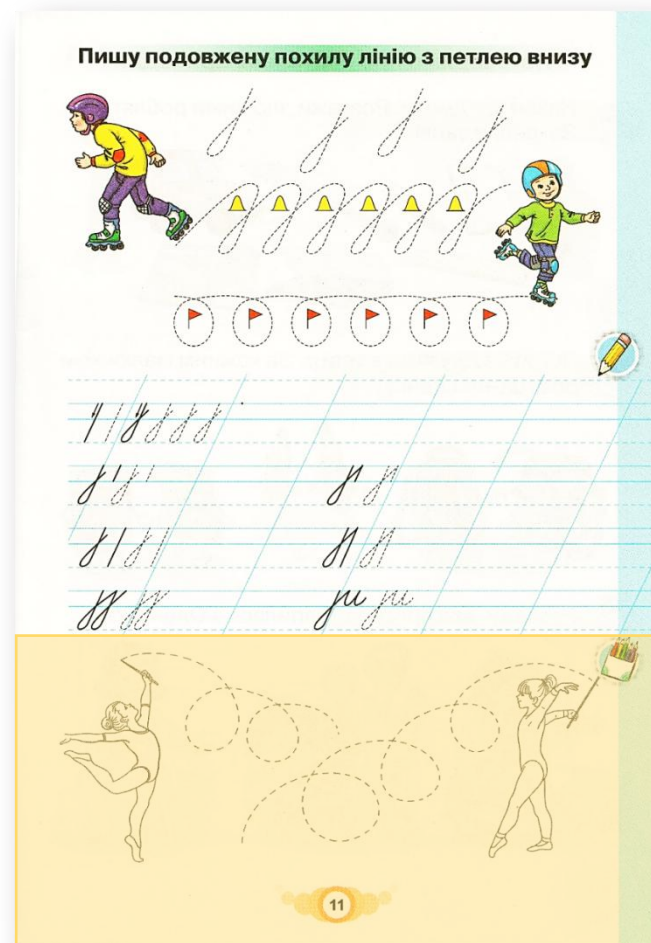 Пишу подовжену похилу лінію з петлею внизу
11